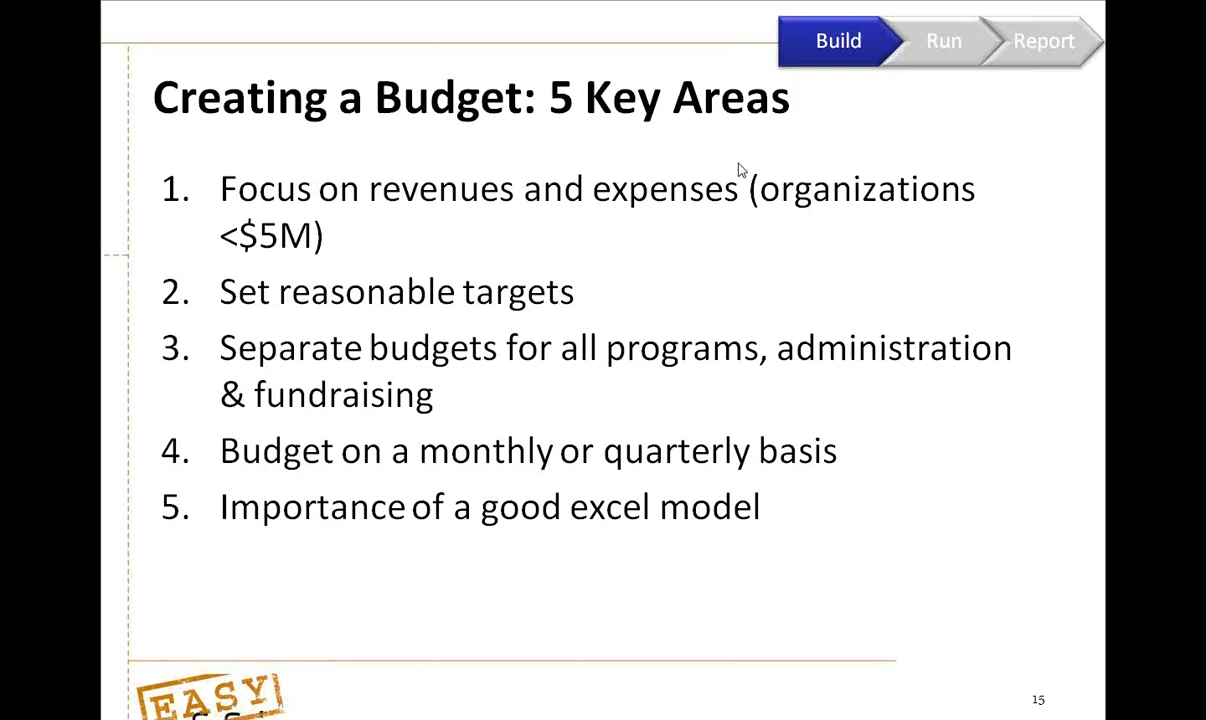 Build Run Report
Creating a Budget: 5 Key Areas
1. Focus on revenues and expenses (organizations
<$5M)
2. Set reasonable targets
3. Separate budgets for all programs, administration
& fundraising
4. Budget on a monthly or quarterly basis
5. Importance of a good excel model
EASY
15